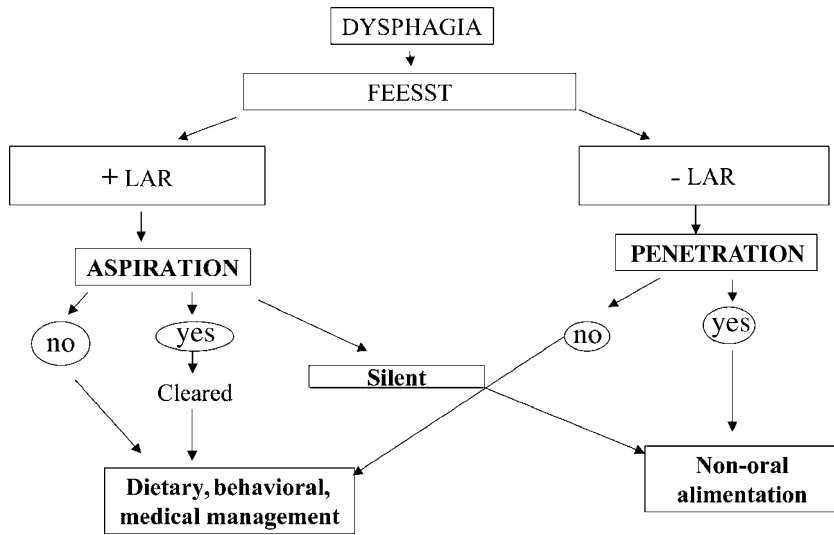 DYSPHAGIA
FEESST
+ LAR
- LAR
ASPIRATION
PENETRATION
no
yes
no
yes
Silent
Cleared
Dietary, behavioral,
medical management
Non-oral
alimentation